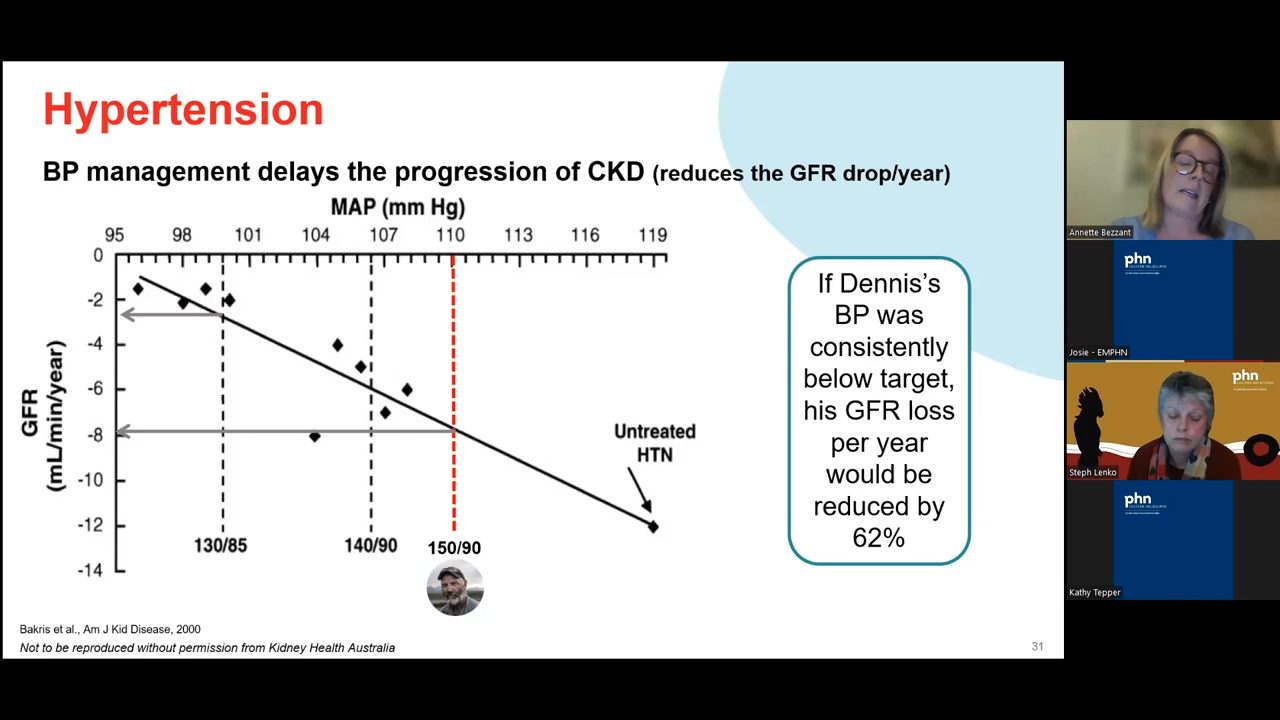 Hypertension
BP management delays the progression of CKD (reduces the GFR drop/year)
MAP (mm Hg)
95 98 101 104 107 110 113 116 119
0
-2
-4
-6
-8
-10
-12
-14
GFR
(mL/min/year)
Untreated
HTN
130/85 140/90 150/90
If Dennis's
BP was
consistently
below target,
his GFR loss
per year
would be
reduced by
62%
Bakris et al., Am J Kid Disease, 2000
Not to be reproduced without permission from Kidney Health Australia
31
Annette Bezzant
phn
Josie - EMPHN
phn
Steph Lenko
phn
Kathy Tepper